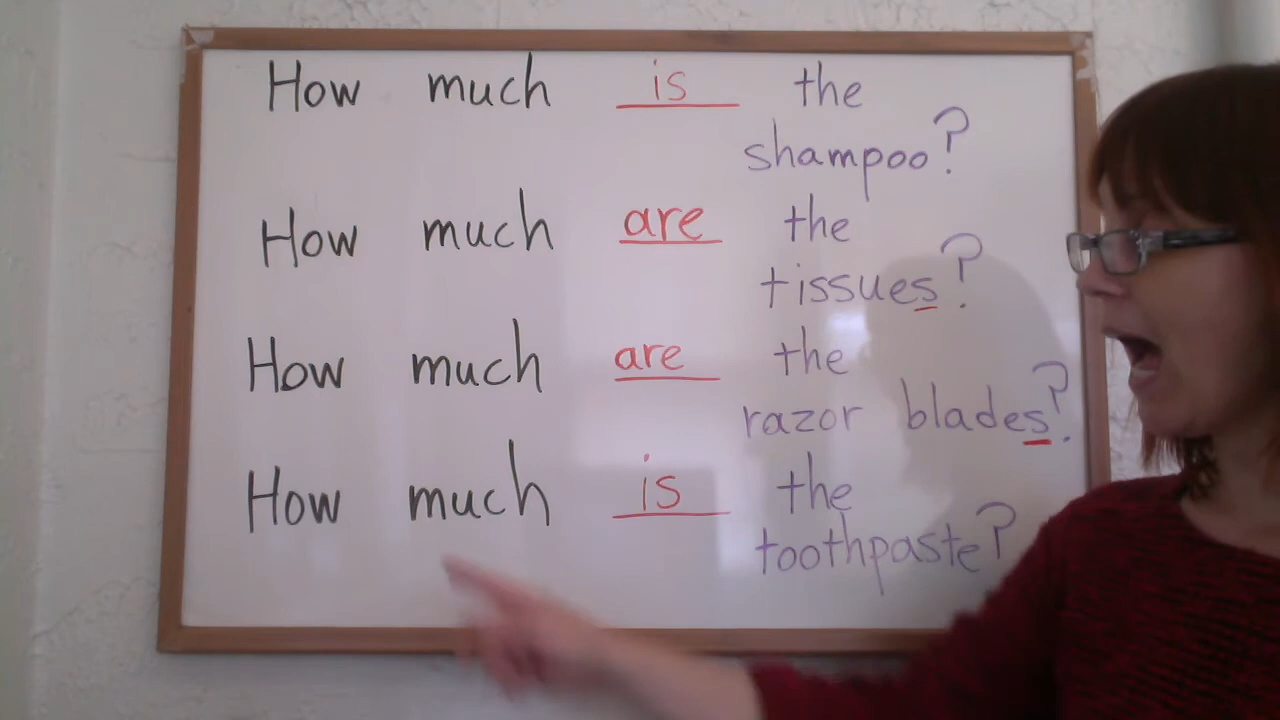 How much is the
shampoo?
How much are the
tissues?
How much are the
razor blades?
How much is the
toothpaste?